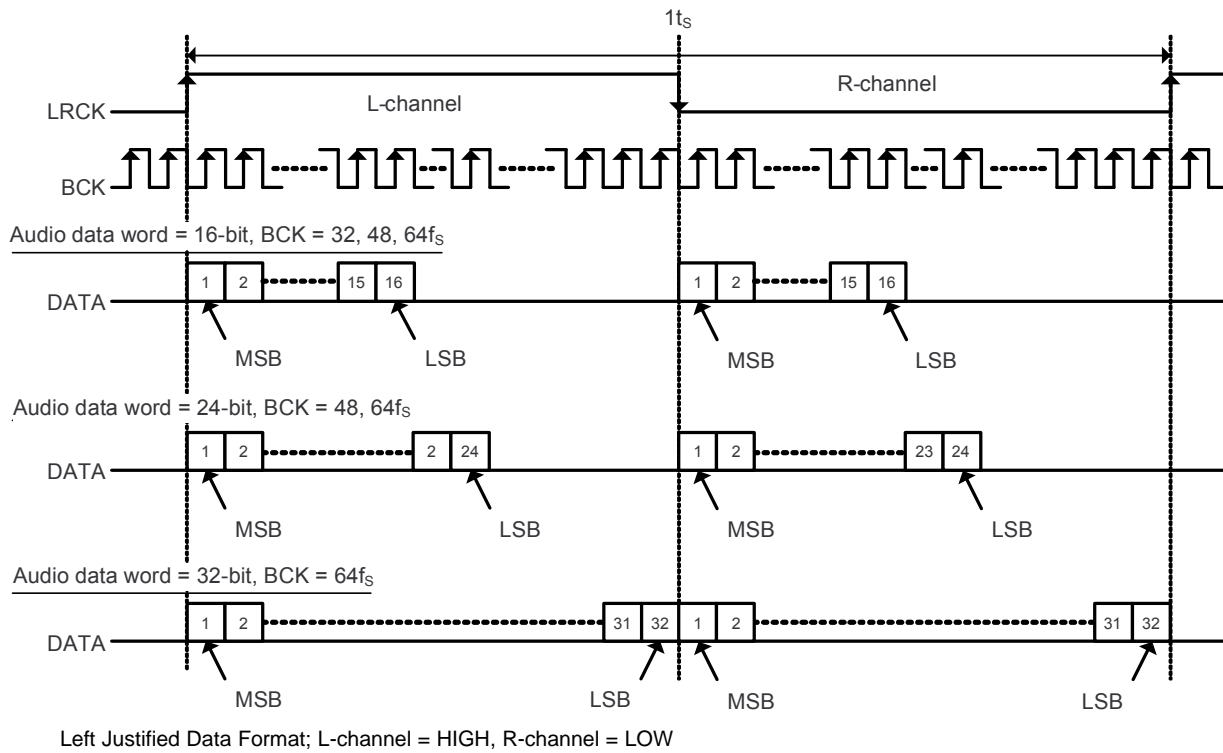 1tS
L-channel
R-channel
LRCK
BCK
Audio data word = 16-bit, BCK = 32, 48, 64fS
1 2 15 16 1 2 15 16
DATA
MSB LSB MSB LSB
Audio data word = 24-bit, BCK = 48, 64fS
1 2 2 24 1 2 23 24
DATA
MSB LSB MSB LSB
Audio data word = 32-bit, BCK = 64fS
1 2 31 32 1 2 31 32
DATA
MSB LSB MSB LSB
Left Justified Data Format; L-channel = HIGH, R-channel = LOW